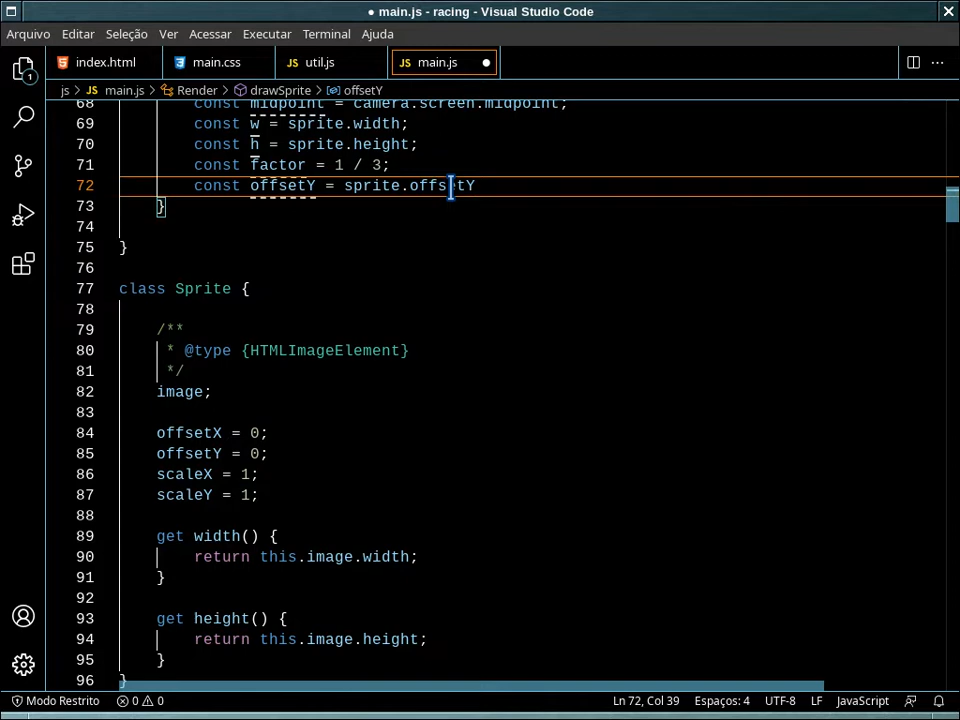 ● main.js - racing - Visual Studio Code
Arquivo Editar Seleção Ver Acessar Executar Terminal Ajuda
index.html main.css JS util.js JS main.js ●
js > JS main.js > Render > drawSprite > offsetY
68 const midpoint = camera.screen.midpoint;
69 const w = sprite.width;
70 const h = sprite.height;
71 const factor = 1 / 3;
72 const offsetY = sprite.offsetY
73 }
74
75 }
76
77 class Sprite {
78
79 /**
80 * @type {HTMLImageElement}
81 */
82 image;
83
84 offsetX = 0;
85 offsetY = 0;
86 scaleX = 1;
87 scaleY = 1;
88
89 get width() {
90 return this.image.width;
91 }
92
93 get height() {
94 return this.image.height;
95 }
96 }
Modo Restrito 0 0 Ln 72, Col 39 Espaços: 4 UTF-8 LF JavaScript